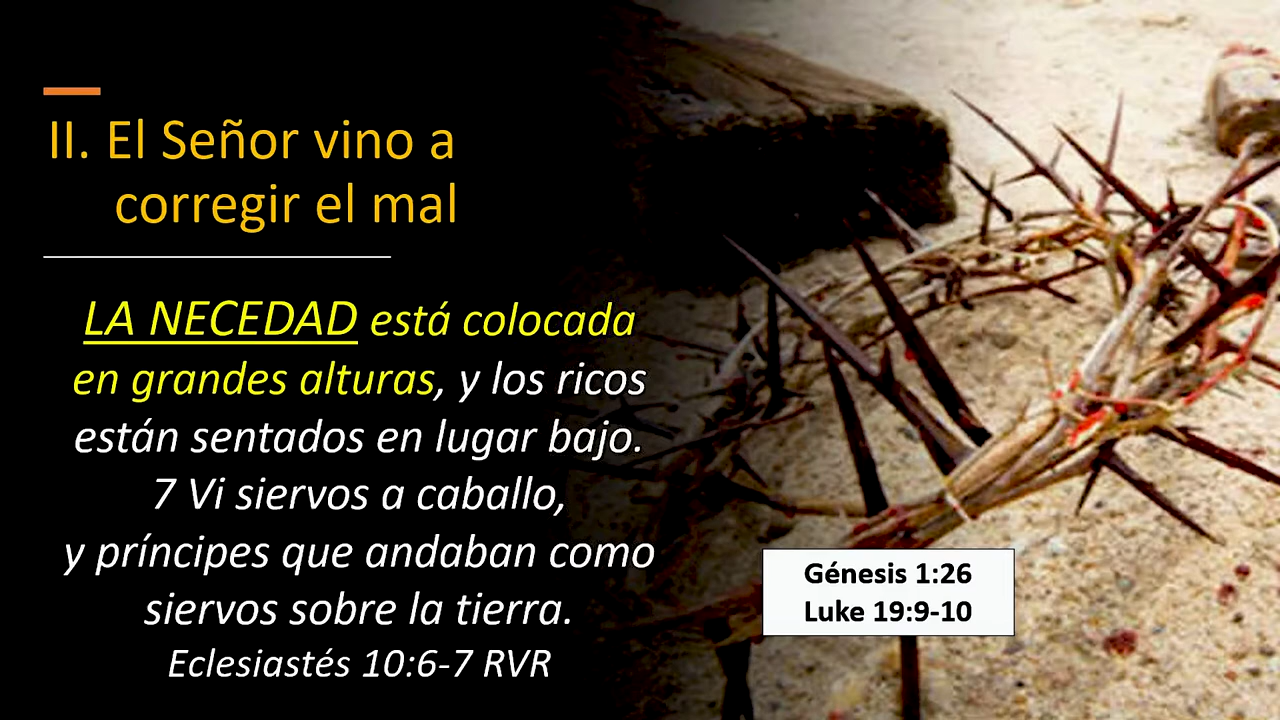 II. El Señor vino a
corregir el mal
LA NECEDAD está colocada
en grandes alturas, y los ricos
están sentados en lugar bajo.
7 Vi siervos a caballo,
y príncipes que andaban como
siervos sobre la tierra.
Eclesiastés 10:6-7 RVR
Génesis 1:26
Luke 19:9-10